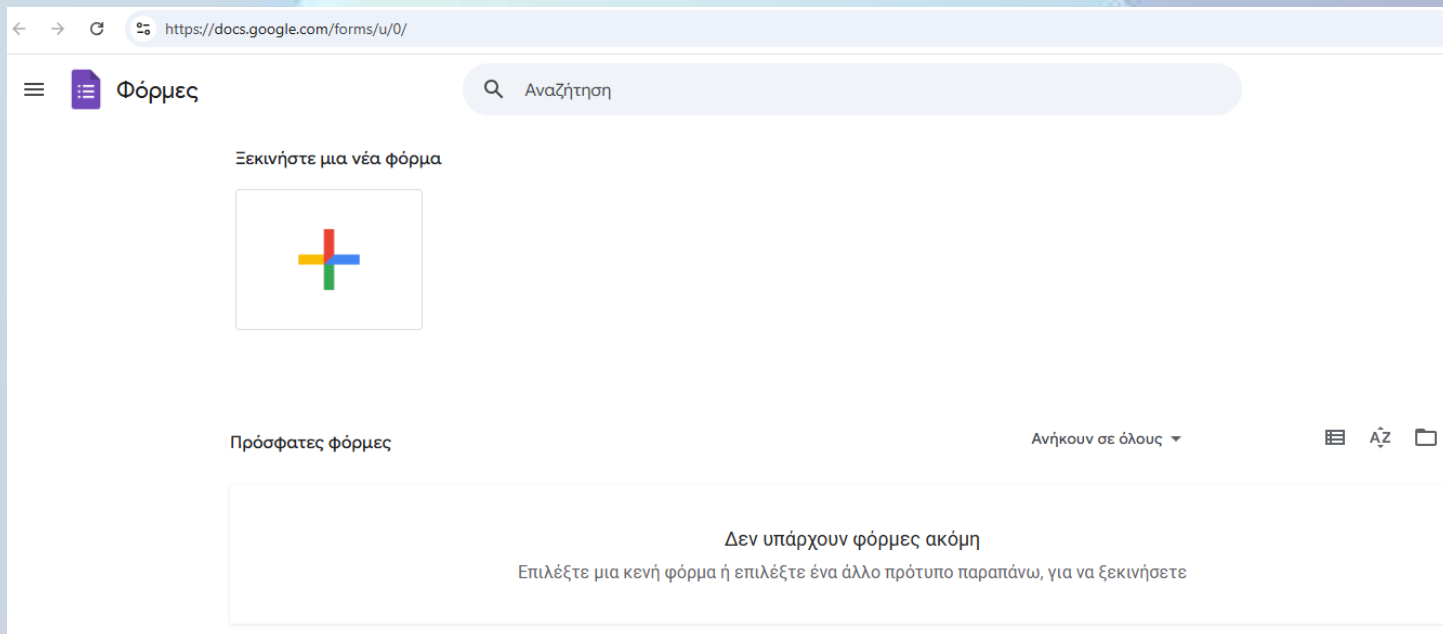 https://docs.google.com/forms/u/0/
Φόρμες
Αναζήτηση
Ξεκινήστε μια νέα φόρμα
Πρόσφατες φόρμες
Ανήκουν σε όλους
AZ
Δεν υπάρχουν φόρμες ακόμη
Επιλέξτε μια κενή φόρμα ή επιλέξτε ένα άλλο πρότυπο παραπάνω, για να ξεκινήσετε